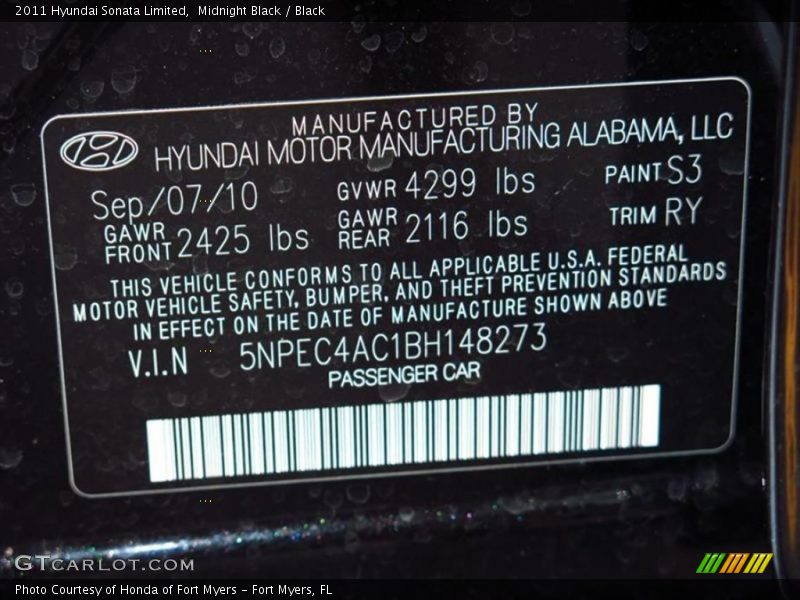 2011 Hyundai Sonata Limited,  Midnight Black / Black
MANUFACTURED BY
HYUNDAI MOTOR MANUFACTURING ALABAMA, LLC
Sep/07/10 GVWR 4299 lbs PAINT S3
GAWR FRONT 2425 lbs GAWR REAR 2116 lbs TRIM RY
THIS VEHICLE CONFORMS TO ALL APPLICABLE U.S.A. FEDERAL
MOTOR VEHICLE SAFETY, BUMPER, AND THEFT PREVENTION STANDARDS
IN EFFECT ON THE DATE OF MANUFACTURE SHOWN ABOVE
V.I.N 5NPEC4AC1BH148273
PASSENGER CAR
GTCARLOT.COM
Photo Courtesy of Honda of Fort Myers - Fort Myers, FL